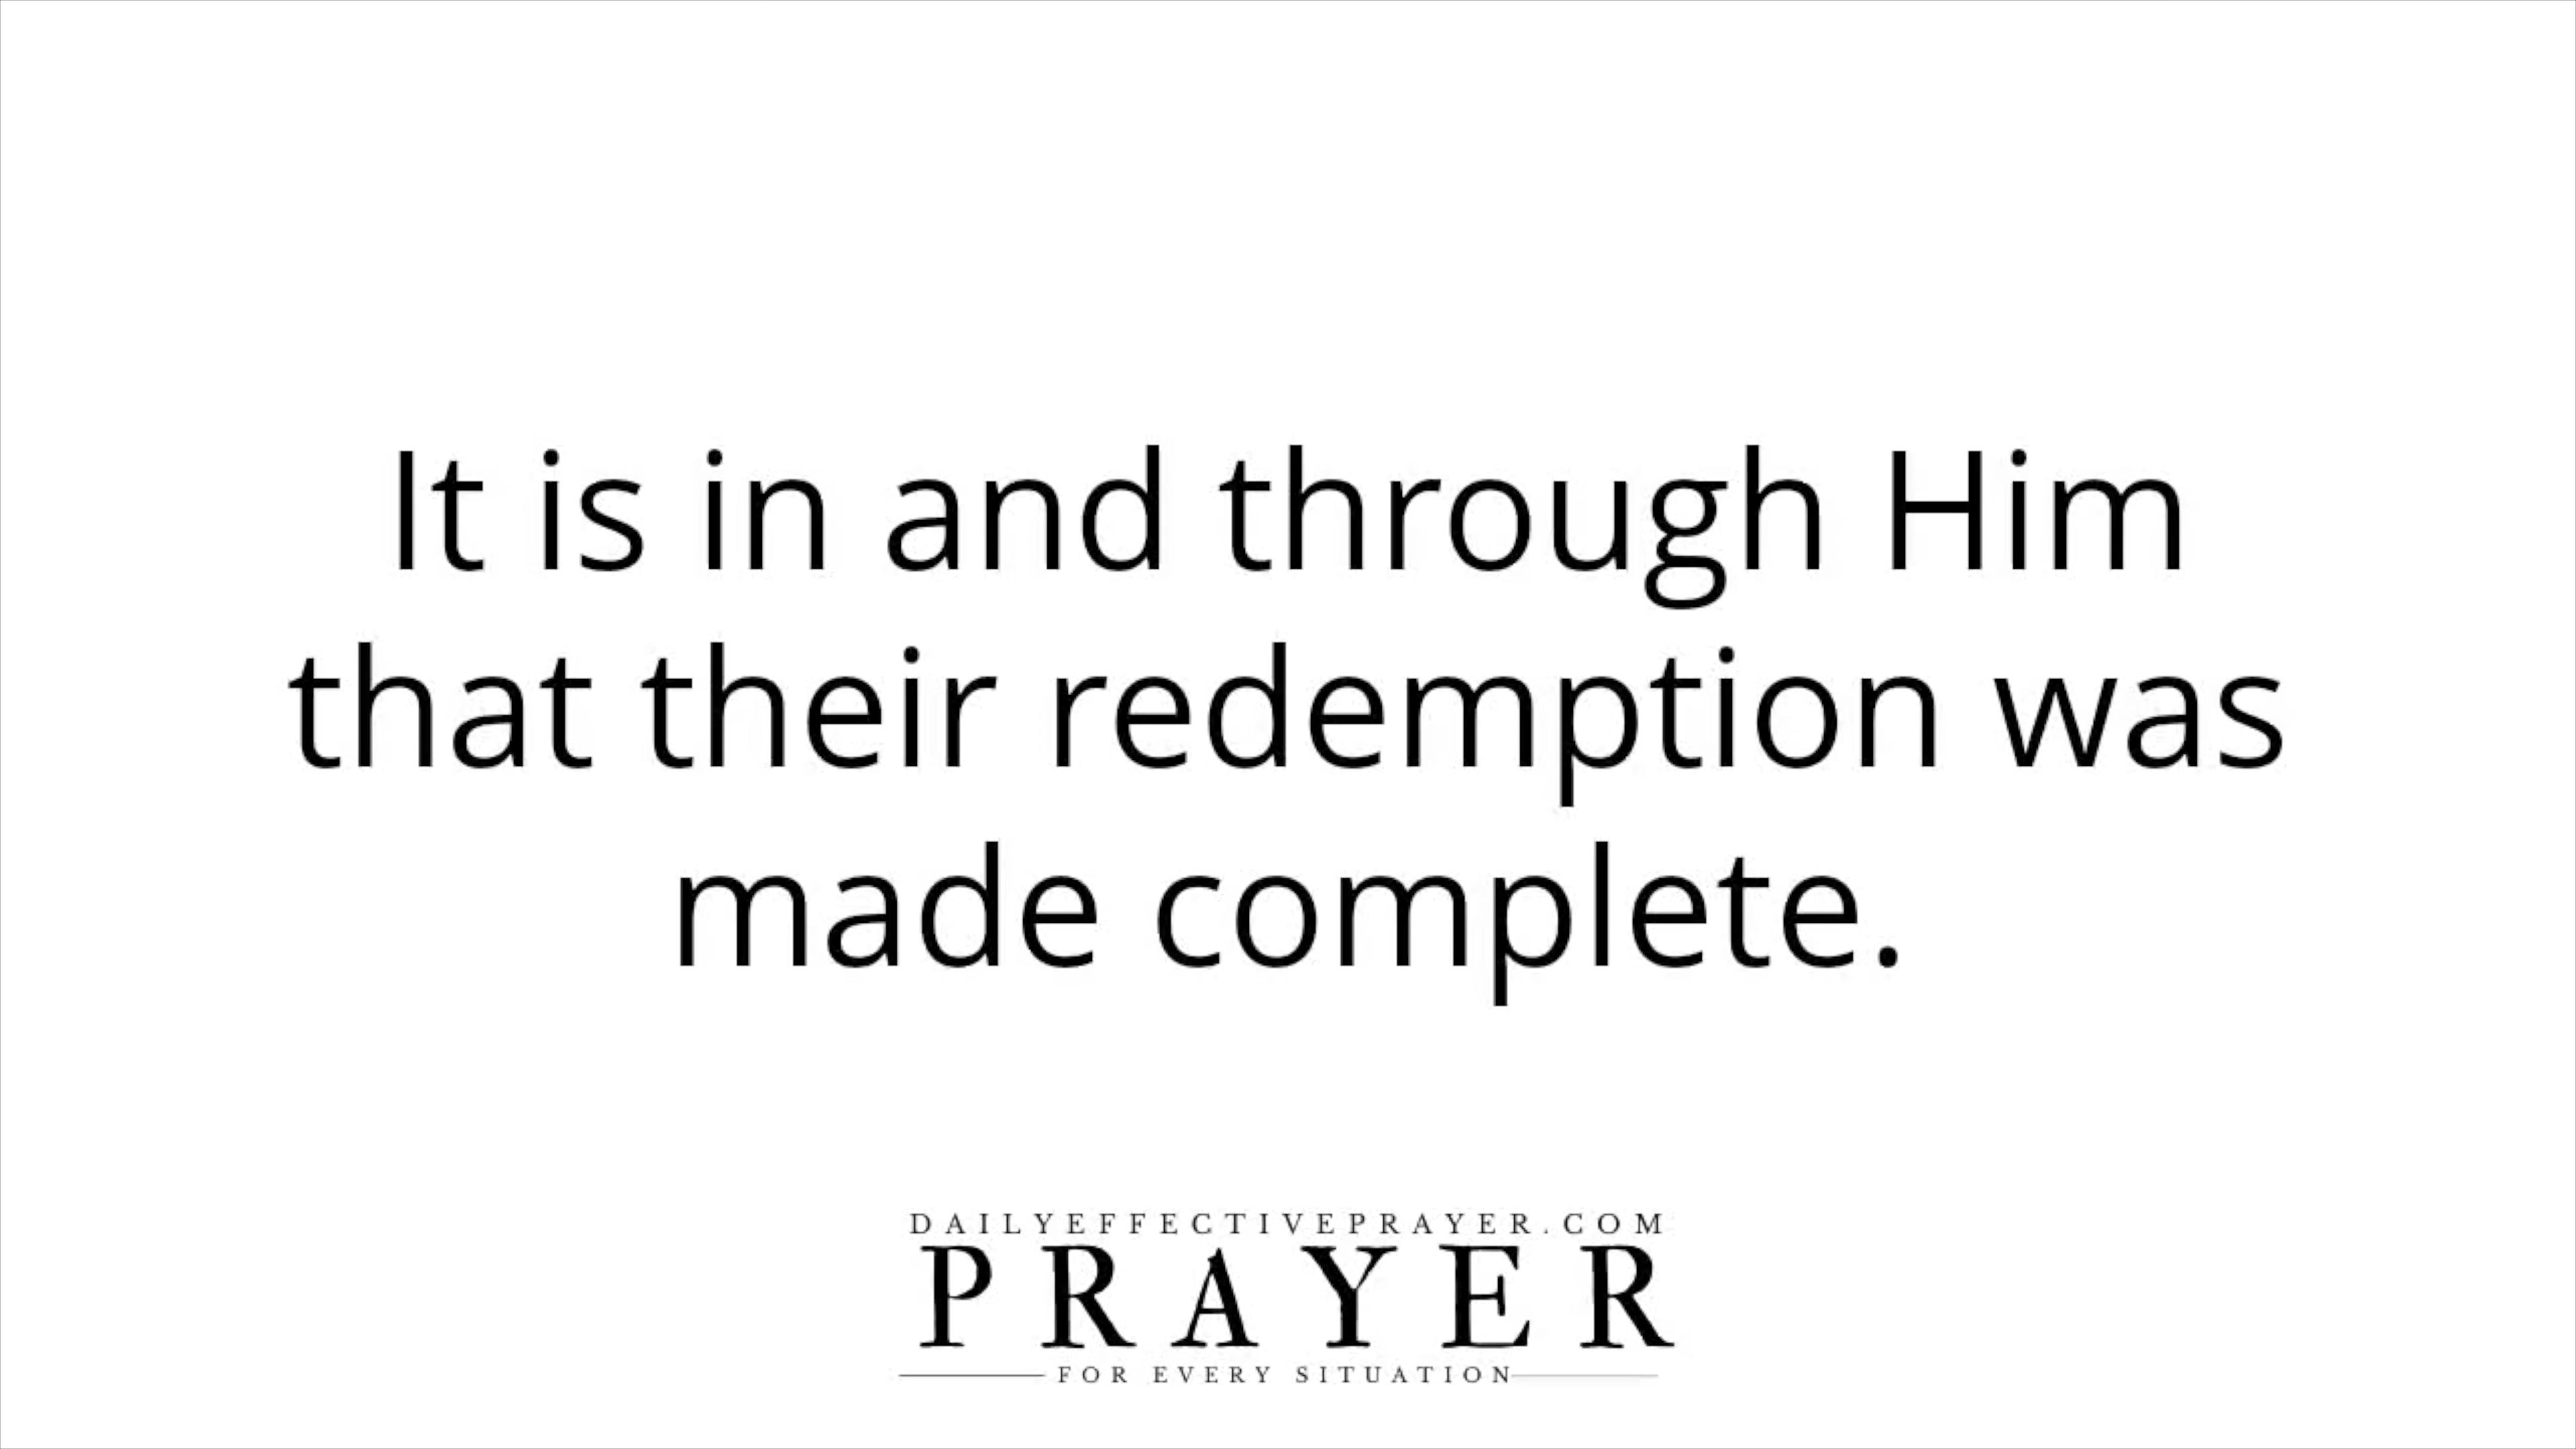 It is in and through Him
that their redemption was
made complete.
DAILYEFFECTIVEPRAYER.COM
PRAYER
FOR EVERY SITUATION